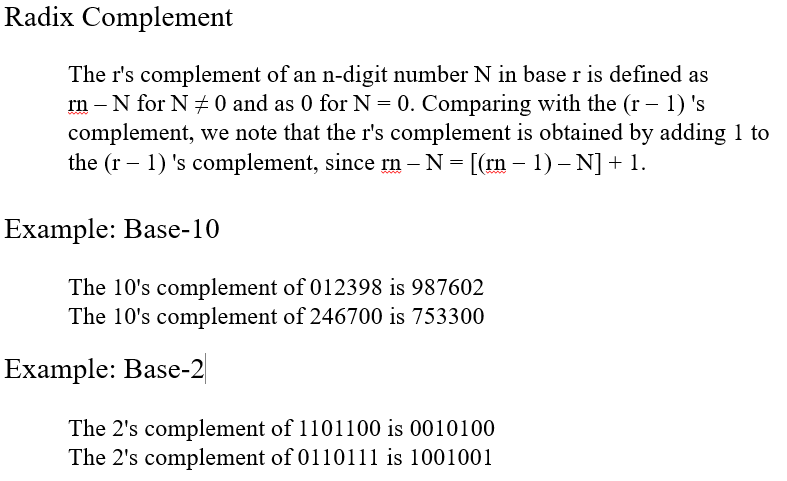 Radix Complement
The r's complement of an n-digit number N in base r is defined as
rn – N for N ≠ 0 and as 0 for N = 0. Comparing with the (r – 1) 's
complement, we note that the r's complement is obtained by adding 1 to
the (r – 1) 's complement, since rn – N = [(rn – 1) – N] + 1.
Example: Base-10
The 10's complement of 012398 is 987602
The 10's complement of 246700 is 753300
Example: Base-2
The 2's complement of 1101100 is 0010100
The 2's complement of 0110111 is 1001001